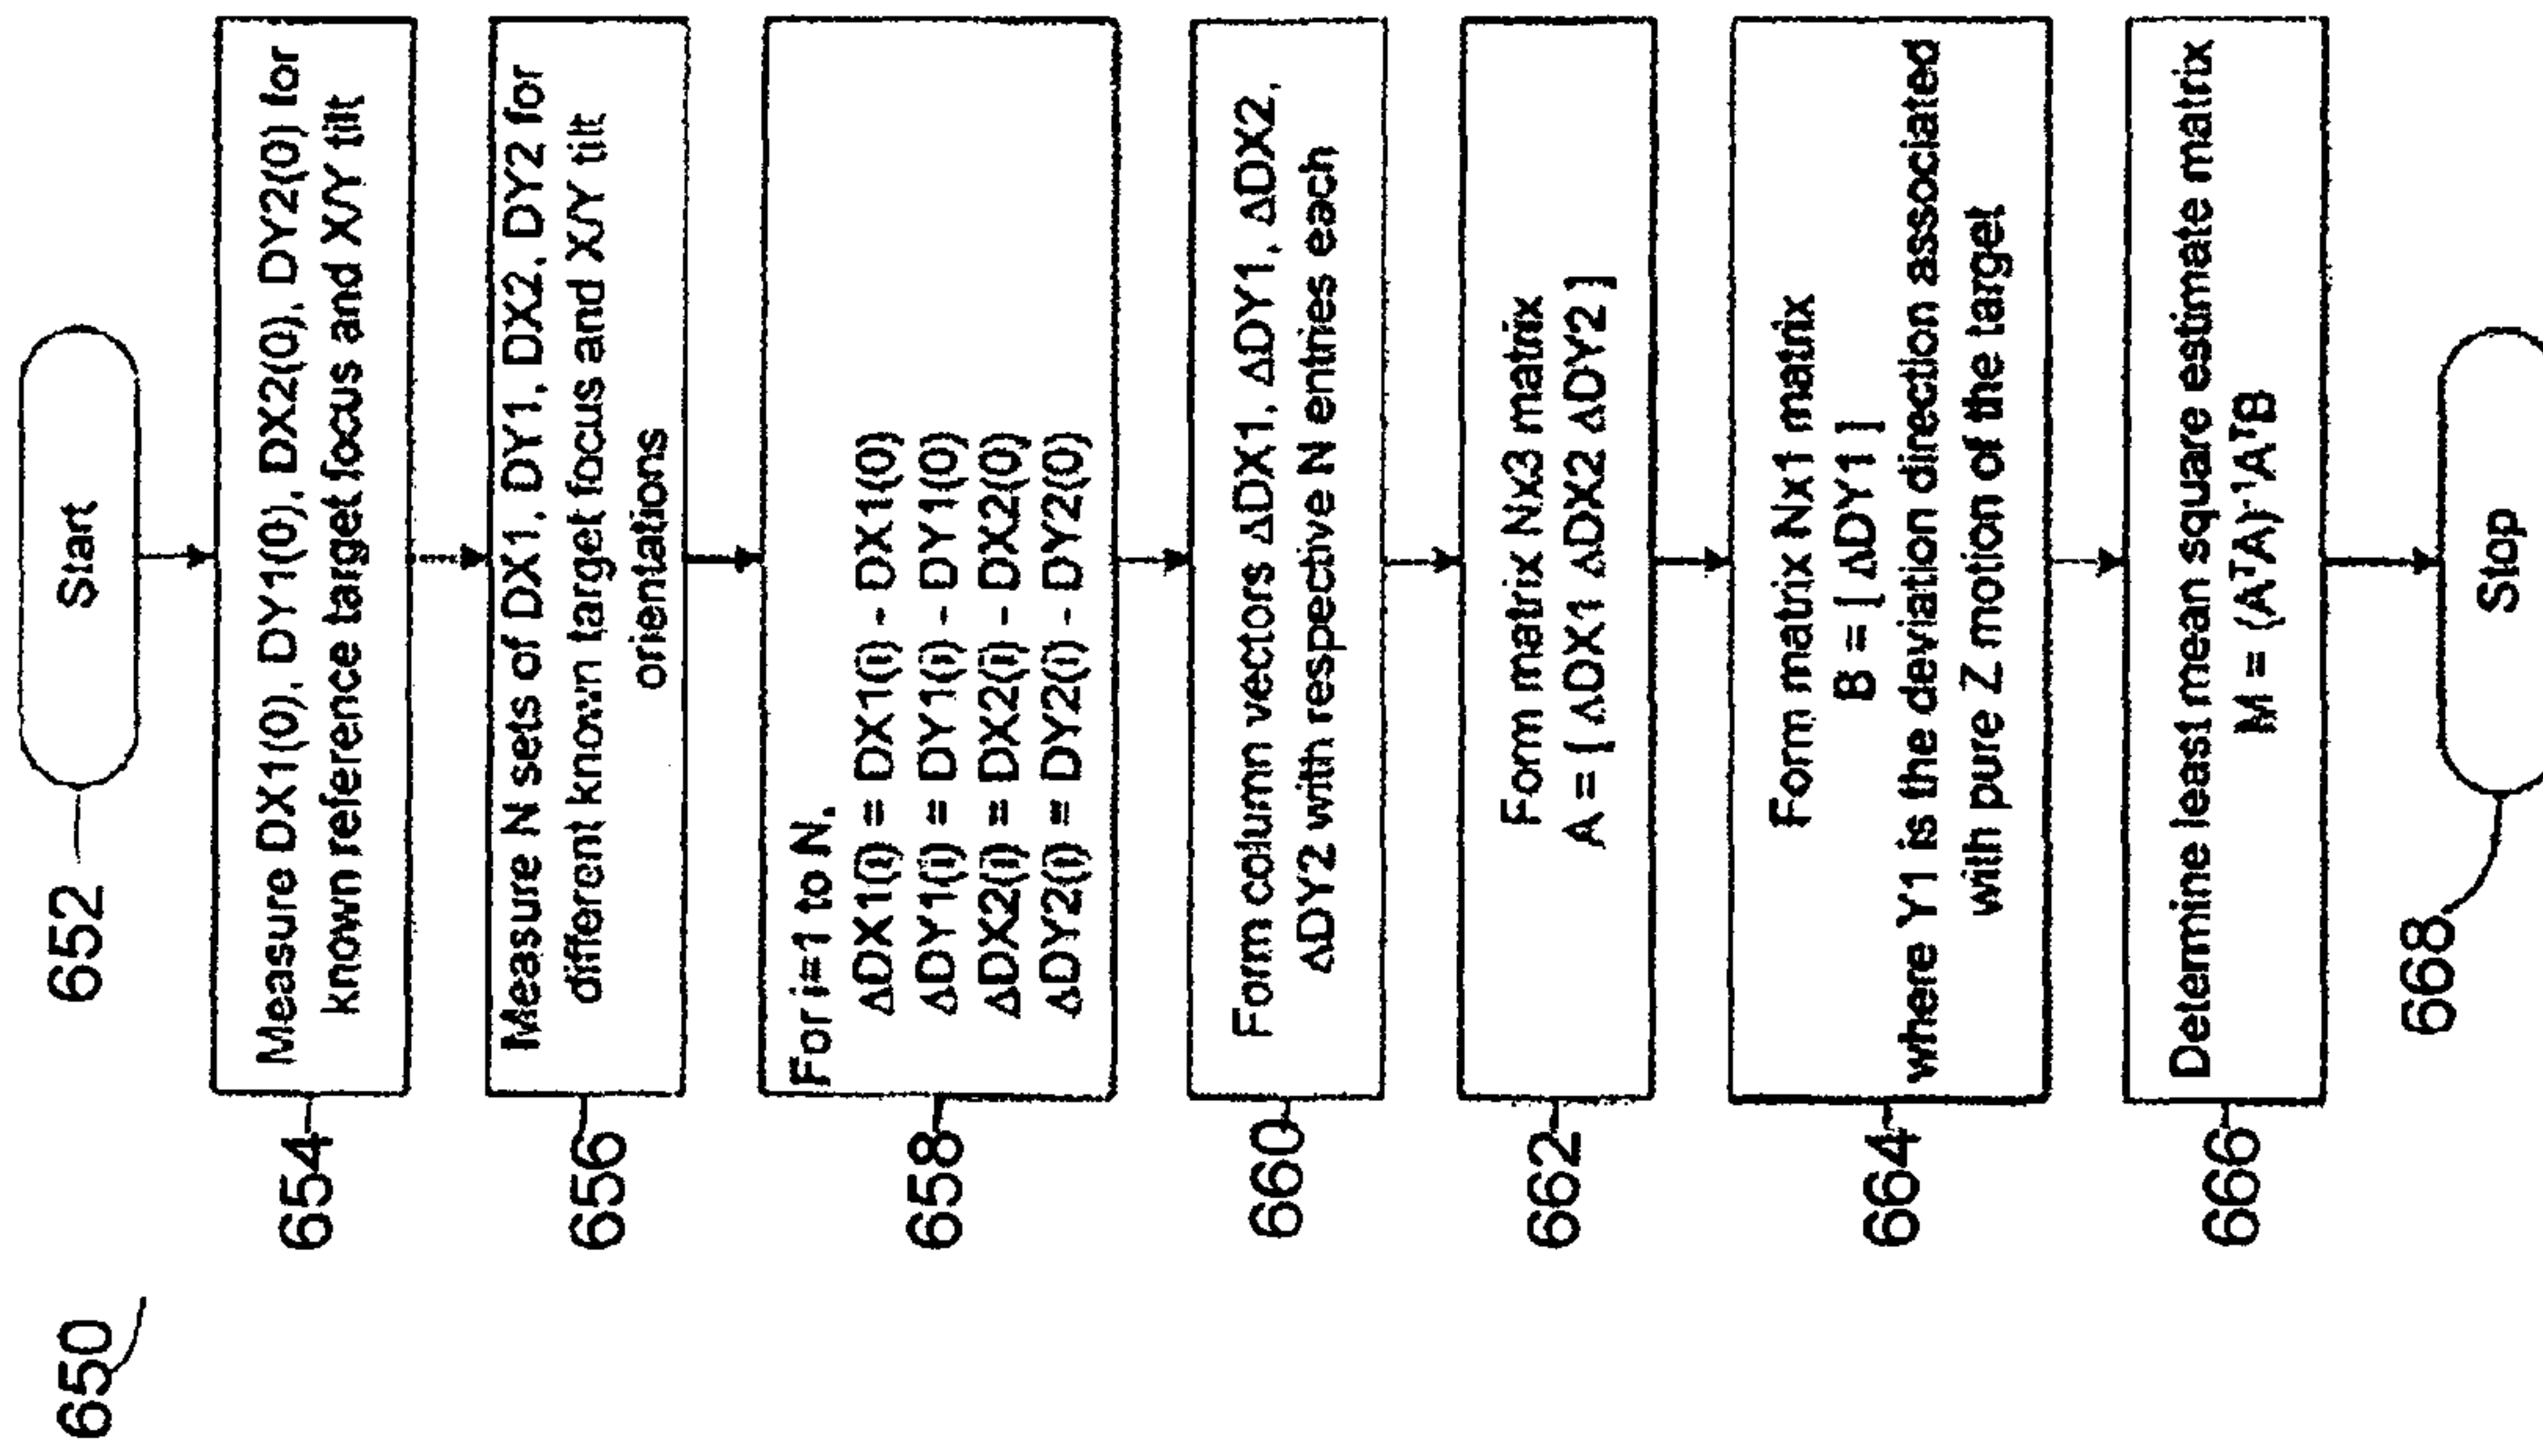 650
652
Start
654
Measure DX1(0), DY1(0), DX2(0), DY2(0) for
known reference target focus and X/Y tilt
656
Measure N sets of DX1, DY1, DX2, DY2 for
different known target focus and X/Y tilt
orientations
658
For i=1 to N,
ΔDX1(i) = DX1(i) - DX1(0)
ΔDY1(i) = DY1(i) - DY1(0)
ΔDX2(i) = DX2(i) - DX2(0)
ΔDY2(i) = DY2(i) - DY2(0)
660
Form column vectors ΔDX1, ΔDY1, ΔDX2,
ΔDY2 with respective N entries each
662
Form matrix Nx3 matrix
A = [ ΔDX1 ΔDX2 ΔDY2 ]
664
Form matrix Nx1 matrix
B = [ ΔDY1 ]
where Y1 is the deviation direction associated
with pure Z motion of the target
666
Determine least mean square estimate matrix
M = (AᵀA)⁻¹AᵀB
668
Stop